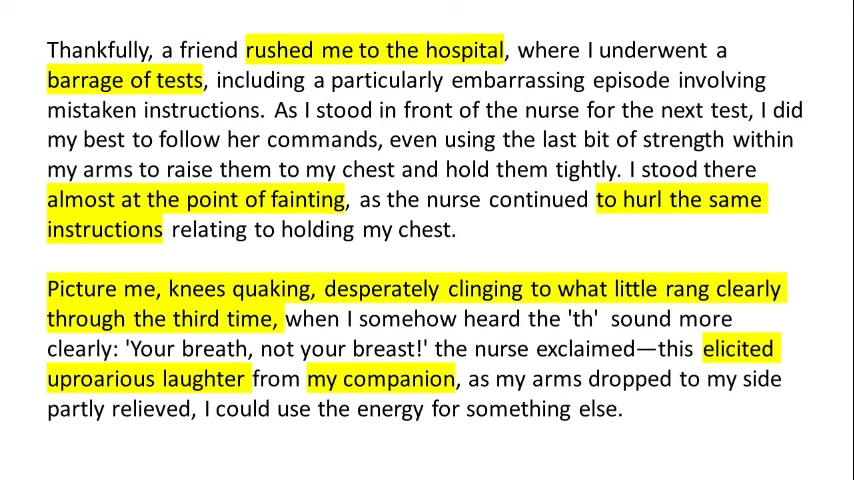 Thankfully, a friend rushed me to the hospital, where I underwent a
barrage of tests, including a particularly embarrassing episode involving
mistaken instructions. As I stood in front of the nurse for the next test, I did
my best to follow her commands, even using the last bit of strength within
my arms to raise them to my chest and hold them tightly. I stood there
almost at the point of fainting, as the nurse continued to hurl the same
instructions relating to holding my chest.
Picture me, knees quaking, desperately clinging to what little rang clearly
through the third time, when I somehow heard the 'th' sound more
clearly: 'Your breath, not your breast!' the nurse exclaimed—this elicited
uproarious laughter from my companion, as my arms dropped to my side
partly relieved, I could use the energy for something else.